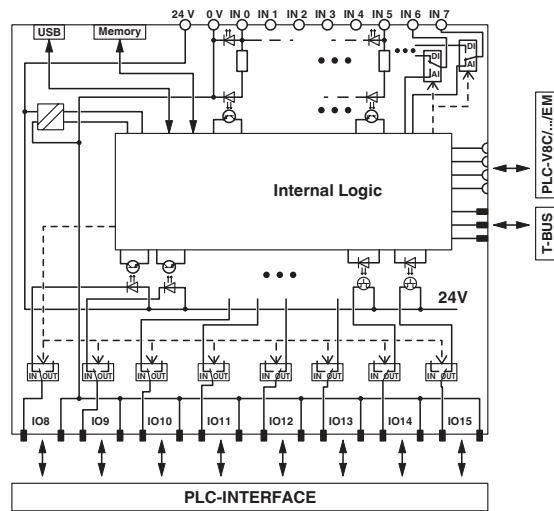 24 V 0 V IN 0 IN 1 IN 2 IN 3 IN 4 IN 5 IN 6 IN 7
USB
Memory
DI
AI
DI
AI
Internal Logic
PLC-V8C/.../EM
T-BUS
24V
IN OUT IN OUT IN OUT IN OUT IN OUT IN OUT IN OUT IN OUT
IO8 IO9 IO10 IO11 IO12 IO13 IO14 IO15
PLC-INTERFACE